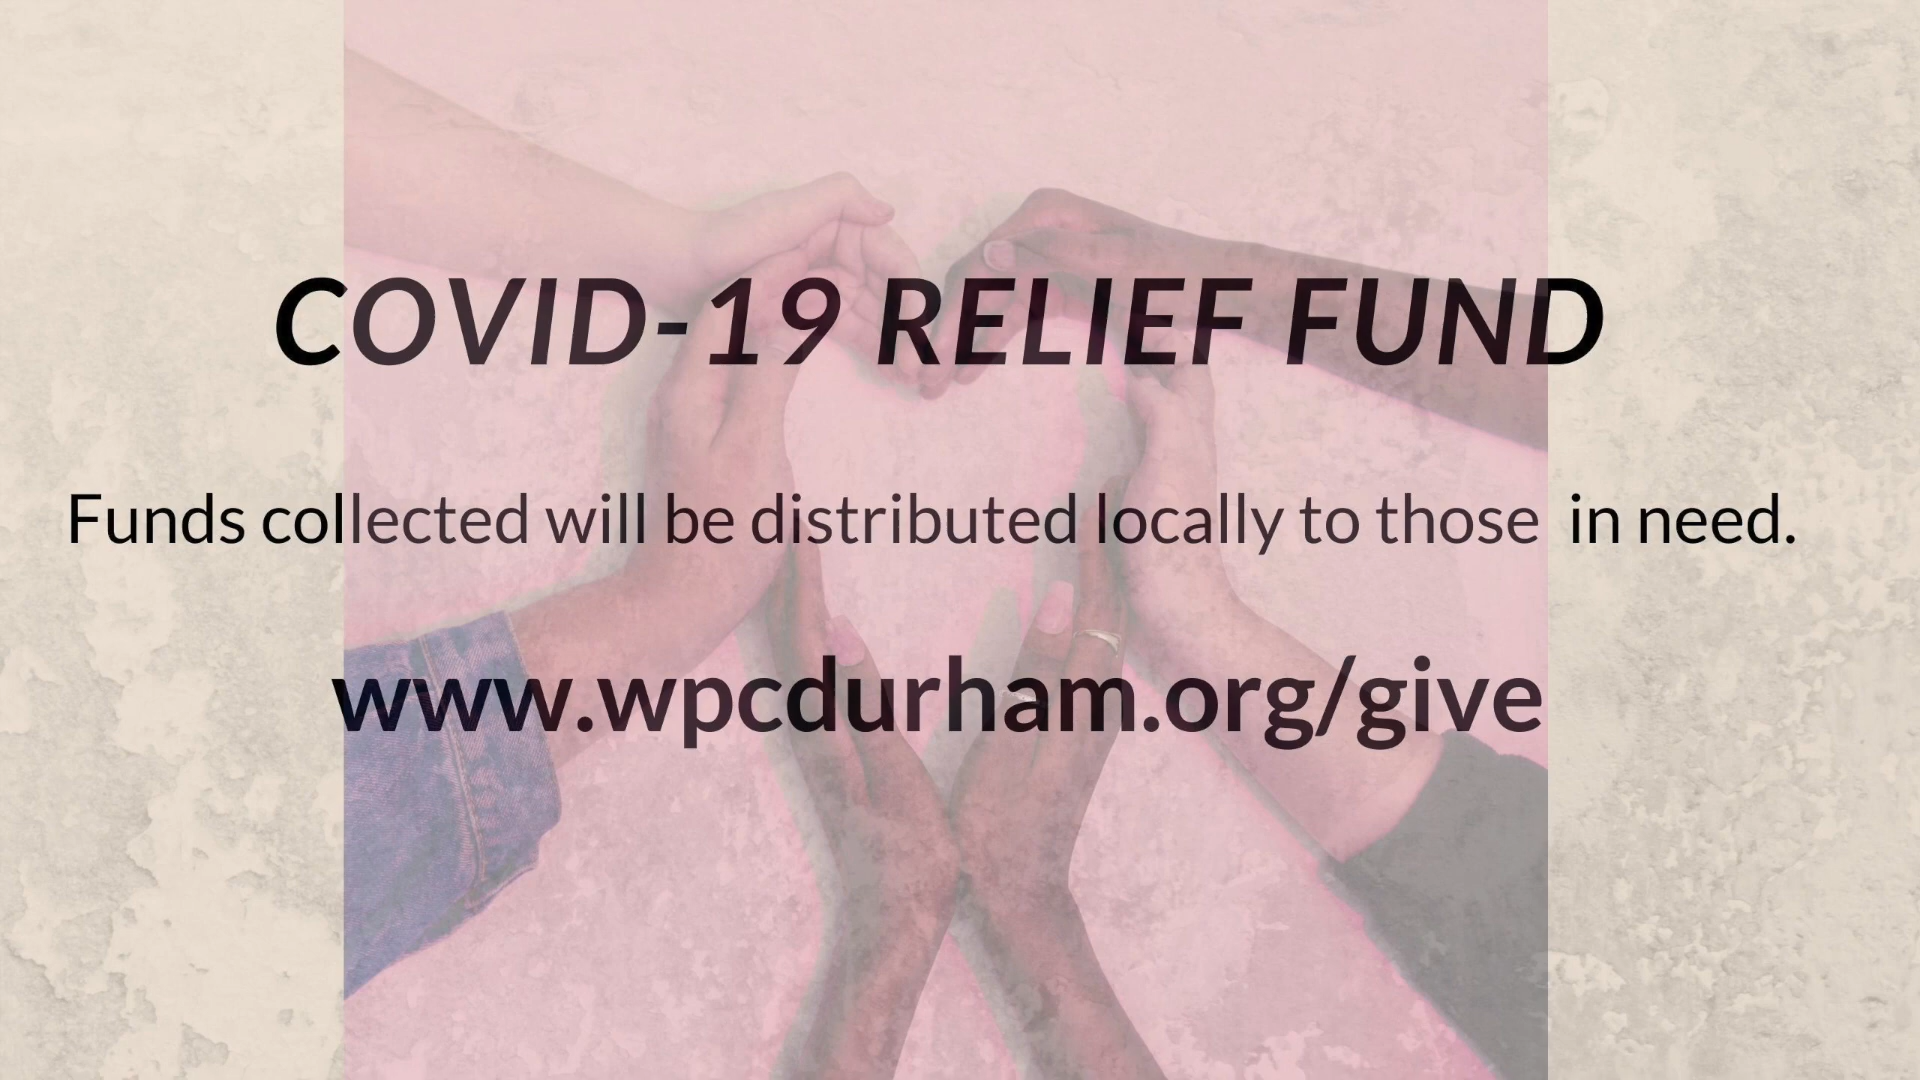 COVID-19 RELIEF FUND
Funds collected will be distributed locally to those in need.
www.wpcdurham.org/give